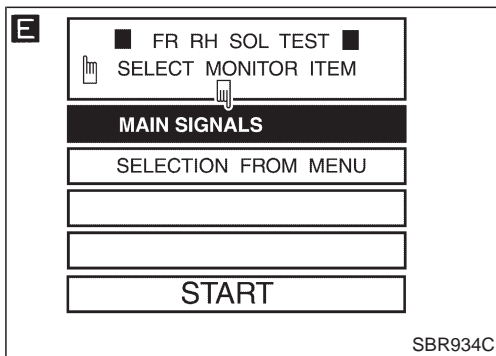 E
■ FR RH SOL TEST ■
SELECT MONITOR ITEM
MAIN SIGNALS
SELECTION FROM MENU
START
SBR934C